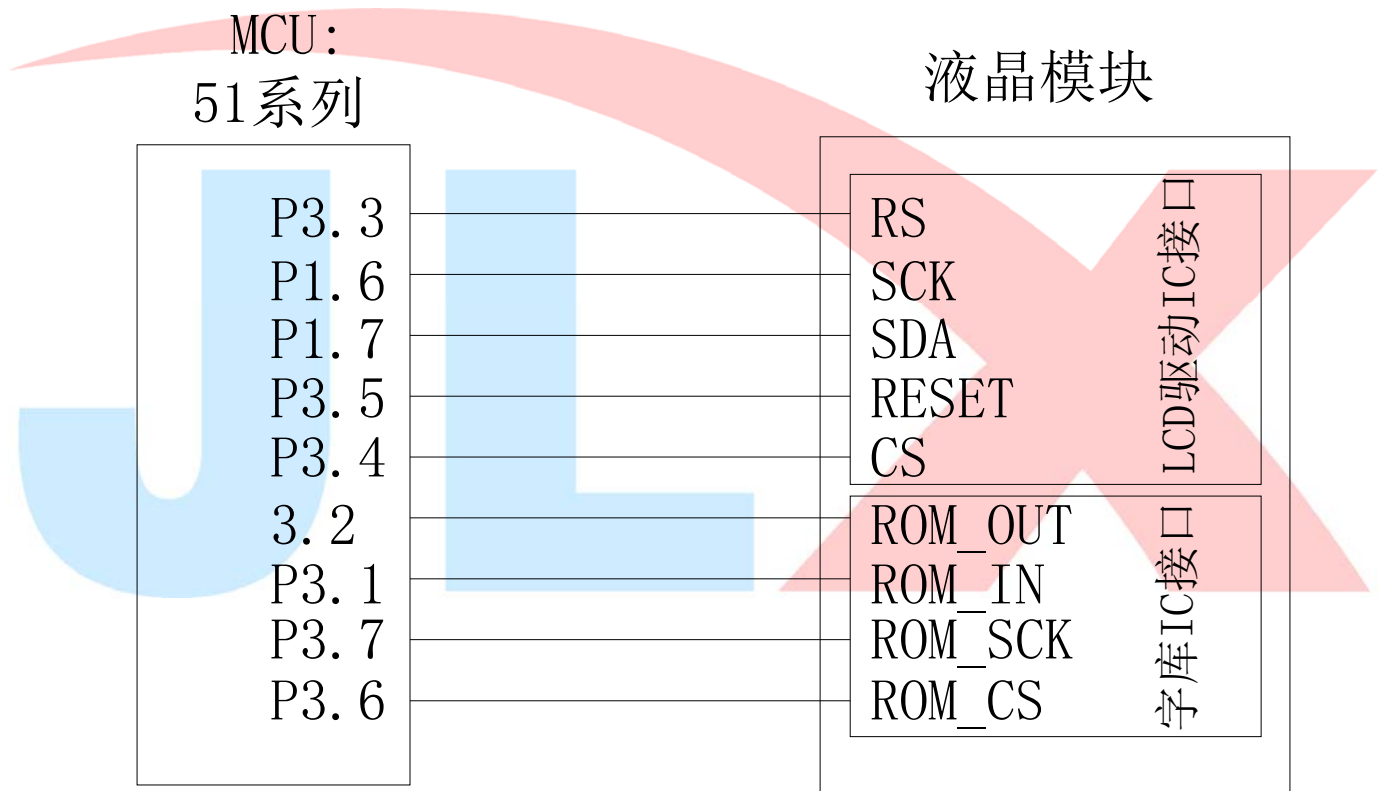 MCU:
51系列
液晶模块
P3.3
RS
P1.6
SCK
P1.7
SDA
P3.5
RESET
P3.4
CS
LCD驱动IC接口
3.2
ROM_OUT
P3.1
ROM_IN
P3.7
ROM_SCK
P3.6
ROM_CS
字库IC接口
JLX